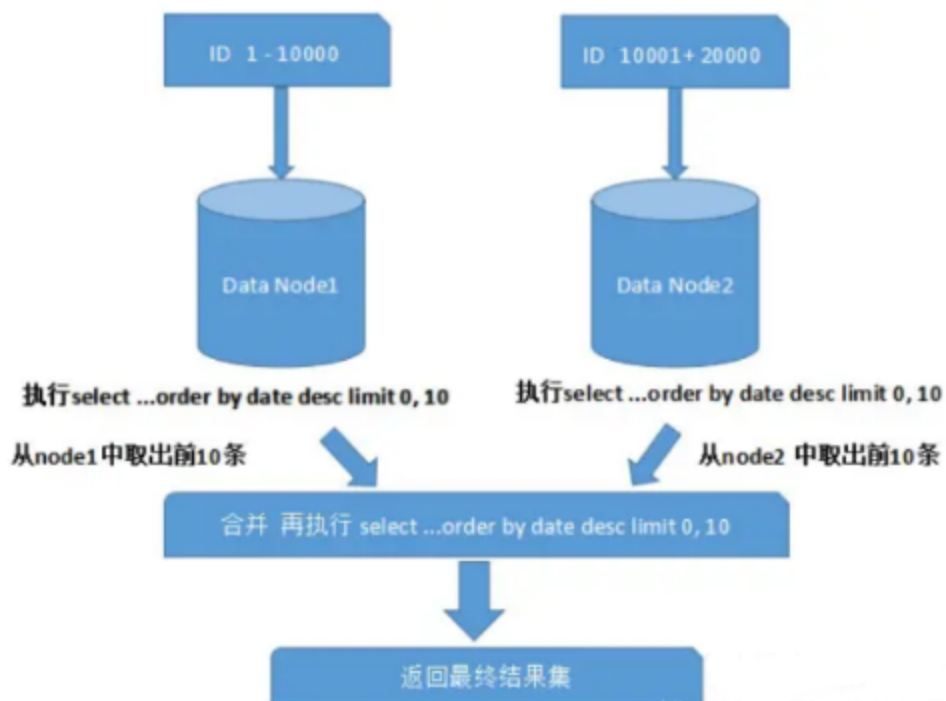 ID 1 - 10000
ID 10001+ 20000
Data Node1
Data Node2
执行select ...order by date desc limit 0, 10
执行select ...order by date desc limit 0, 10
从node1中取出前10条
从node2 中取出前10条
合并 再执行 select ...order by date desc limit 0, 10
返回最终结果集